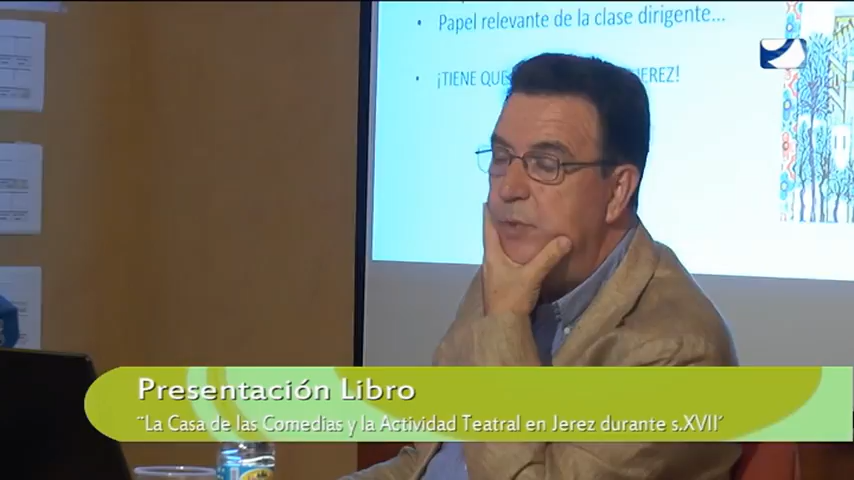 • Papel relevante de la clase dirigente...
• ¡TIENE QUE JEREZ!
Presentación Libro
¨La Casa de las Comedias y la Actividad Teatral en Jerez durante s.XVII´